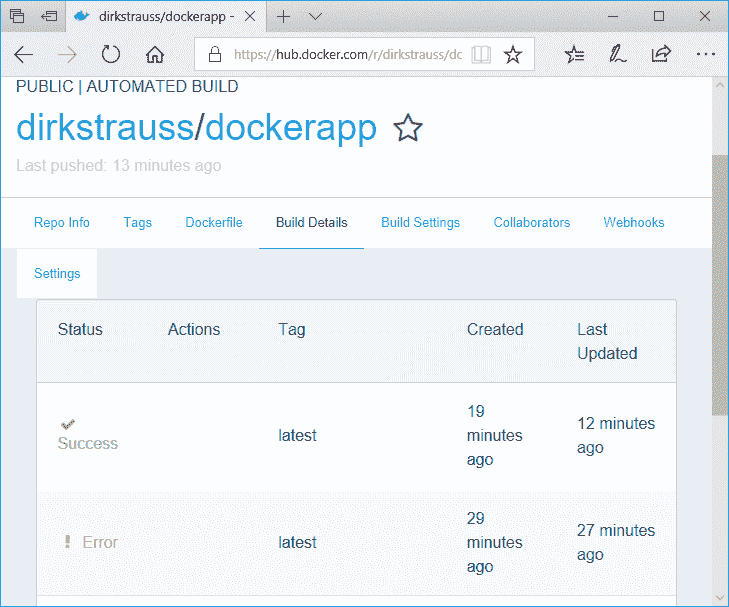 dirkstrauss/dockerapp -
https://hub.docker.com/r/dirkstrauss/dc
PUBLIC | AUTOMATED BUILD
dirkstrauss/dockerapp
Last pushed: 13 minutes ago
Repo Info Tags Dockerfile Build Details Build Settings Collaborators Webhooks
Settings
Status Actions Tag Created Last
Updated
19
minutes
ago
12 minutes
ago
Success latest
29
minutes
ago
27 minutes
ago
! Error latest